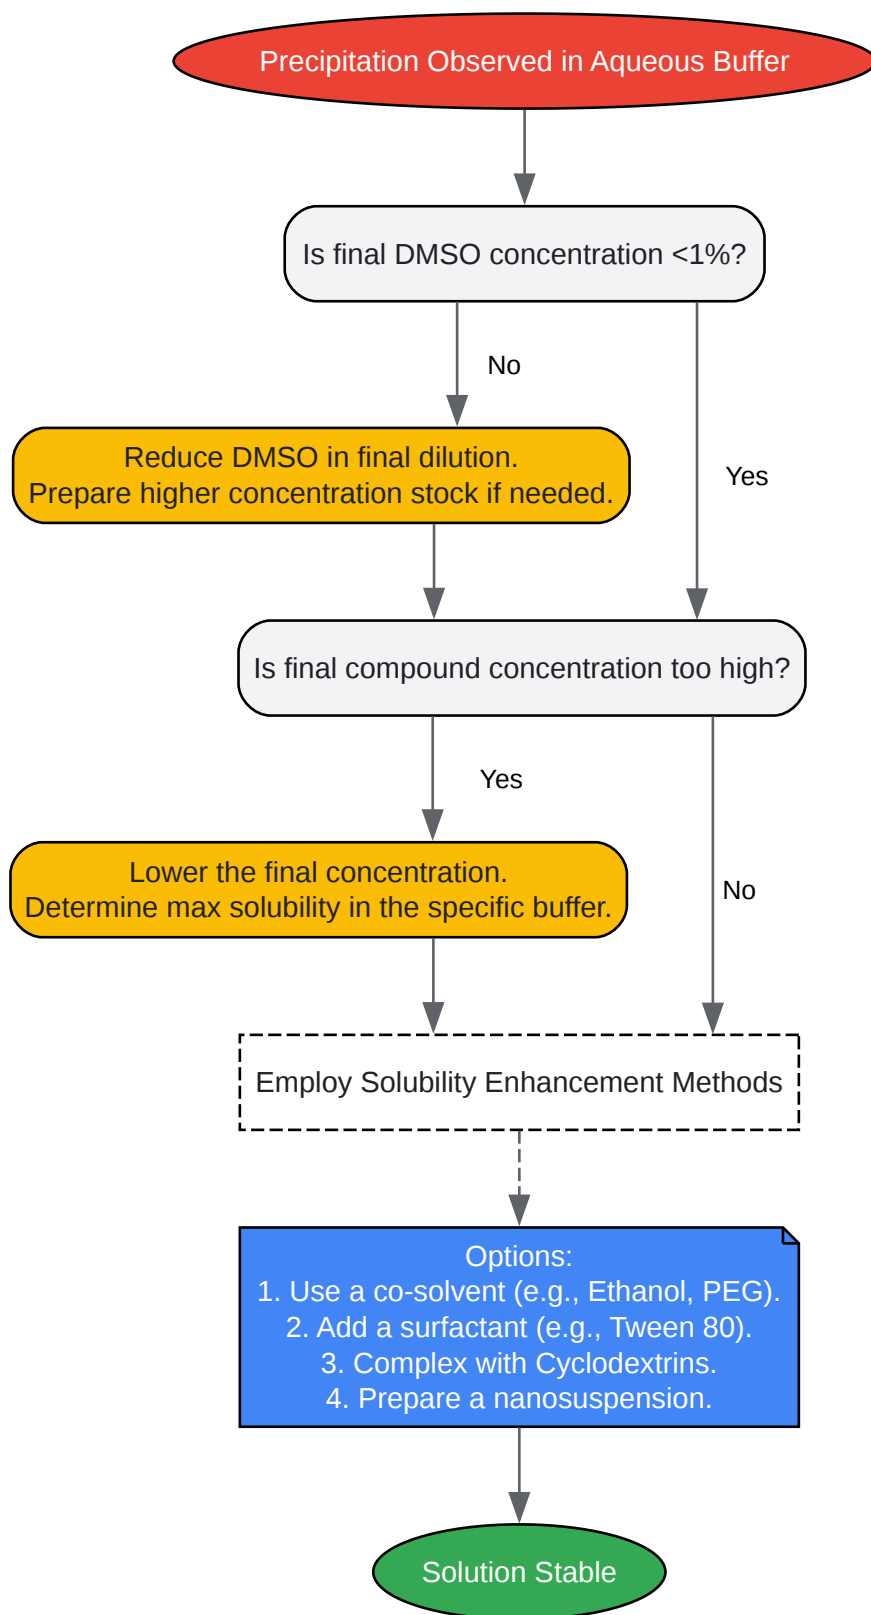 Precipitation Observed in Aqueous Buffer
Is final DMSO concentration <1%?
No
Reduce DMSO in final dilution.
Prepare higher concentration stock if needed.
Yes
Is final compound concentration too high?
Yes
Lower the final concentration.
Determine max solubility in the specific buffer.
No
Employ Solubility Enhancement Methods
Options:
1. Use a co-solvent (e.g., Ethanol, PEG).
2. Add a surfactant (e.g., Tween 80).
3. Complex with Cyclodextrins.
4. Prepare a nanosuspension.
Solution Stable